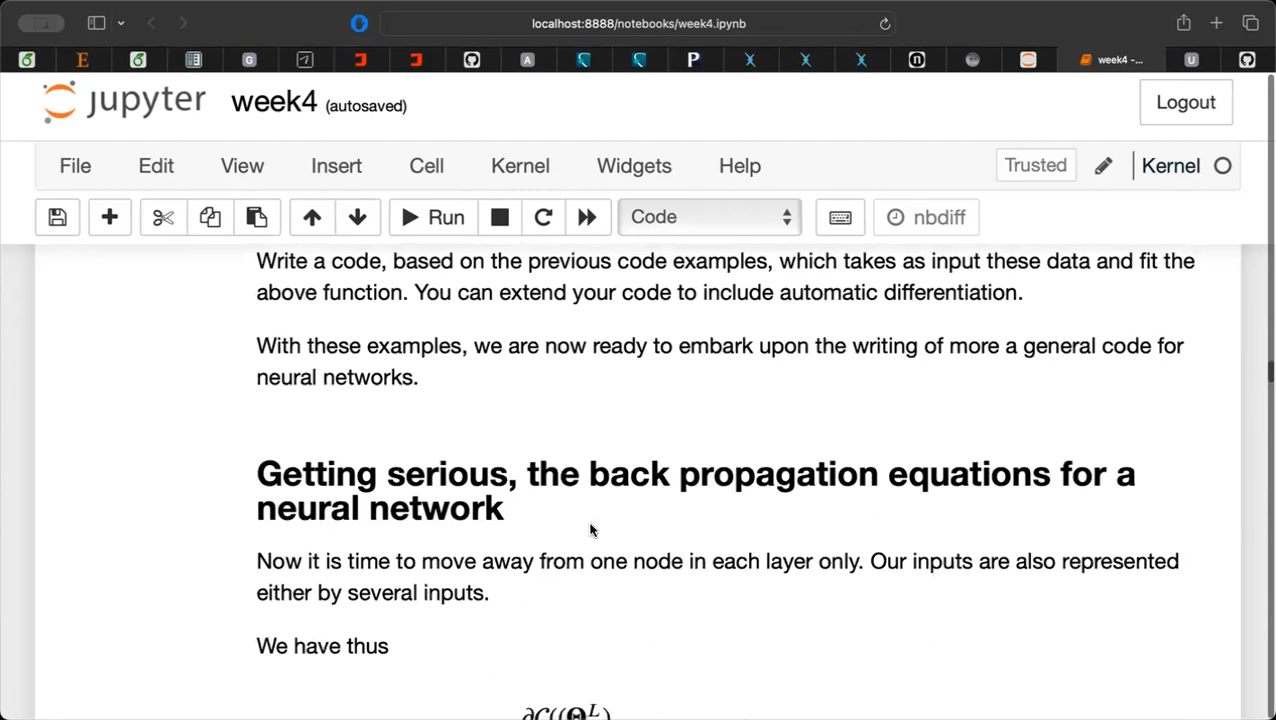 localhost:8888/notebooks/week4.ipynb
E G A P n week4 -... U
jupyter week4 (autosaved) Logout
File Edit View Insert Cell Kernel Widgets Help Trusted Kernel
Run Code nbdiff
Write a code, based on the previous code examples, which takes as input these data and fit the
above function. You can extend your code to include automatic differentiation.
With these examples, we are now ready to embark upon the writing of more a general code for
neural networks.
Getting serious, the back propagation equations for a
neural network
Now it is time to move away from one node in each layer only. Our inputs are also represented
either by several inputs.
We have thus
∂𝒞((𝚯ᴸ)